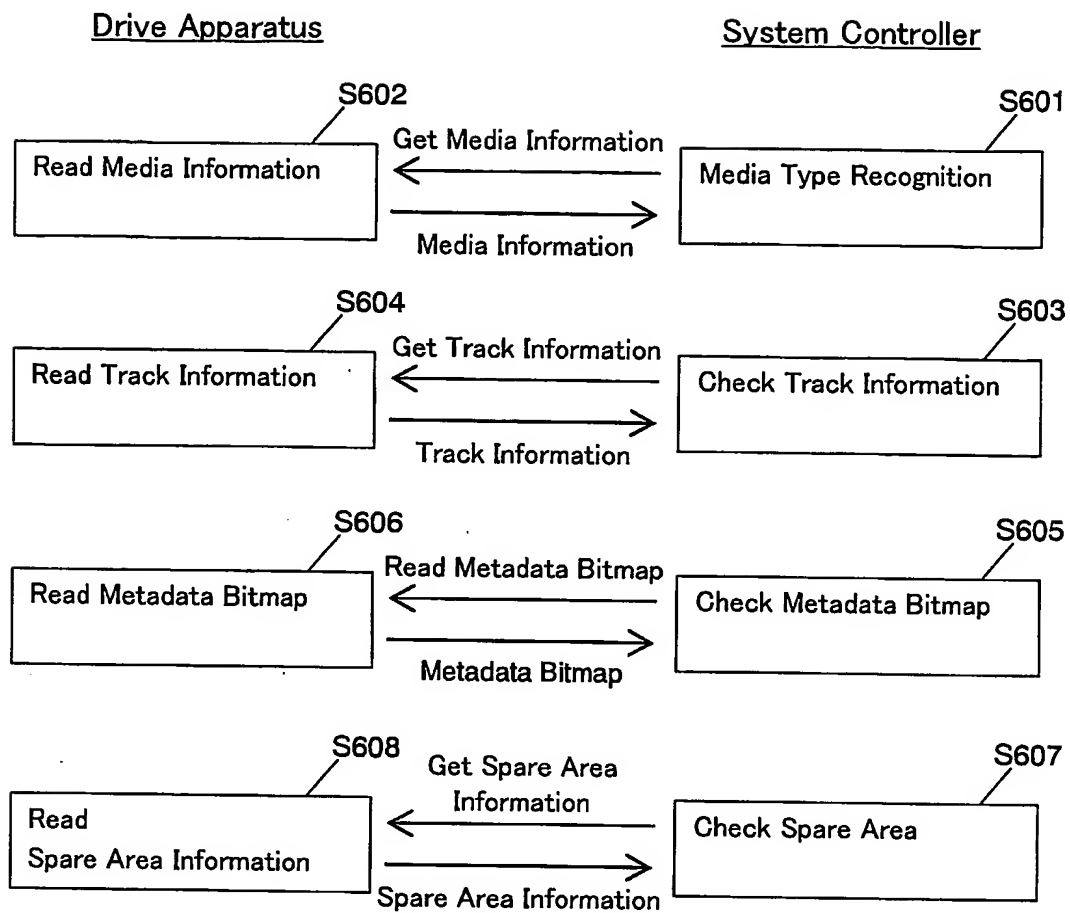 Drive Apparatus
System Controller
S602
S601
Read Media Information
Get Media Information
Media Type Recognition
Media Information
S604
S603
Read Track Information
Get Track Information
Check Track Information
Track Information
S606
S605
Read Metadata Bitmap
Read Metadata Bitmap
Check Metadata Bitmap
Metadata Bitmap
S608
S607
Read
Spare Area Information
Get Spare Area
Information
Check Spare Area
Spare Area Information